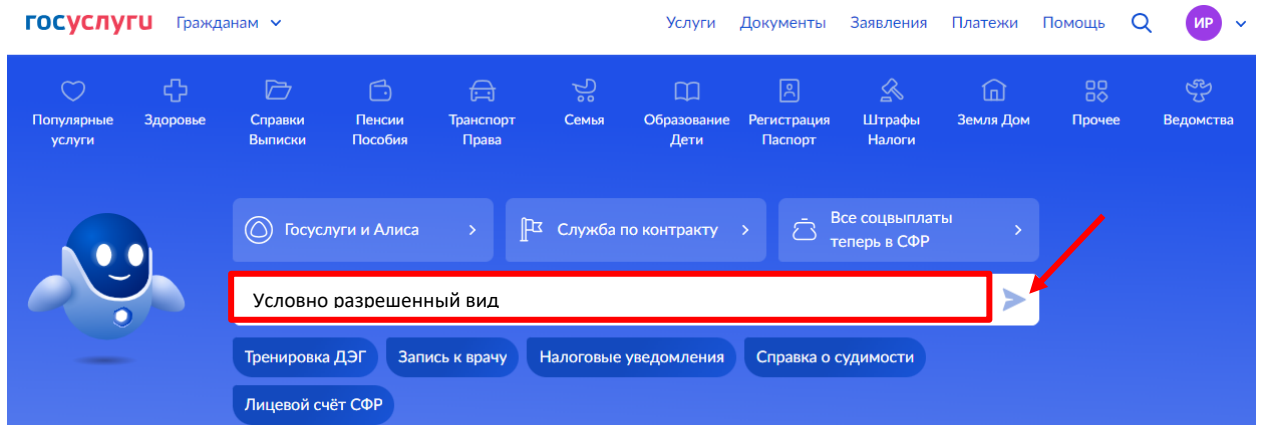 госуслуги Гражданам Услуги Документы Заявления Платежи Помощь ИР
Популярные услуги
Здоровье
Справки Выписки
Пенсии Пособия
Транспорт Права
Семья
Образование Дети
Регистрация Паспорт
Штрафы Налоги
Земля Дом
Прочее
Ведомства
Госуслуги и Алиса
Служба по контракту
Все соцвыплаты
теперь в СФР
Условно разрешенный вид
Тренировка ДЭГ Запись к врачу Налоговые уведомления Справка о судимости
Лицевой счёт СФР